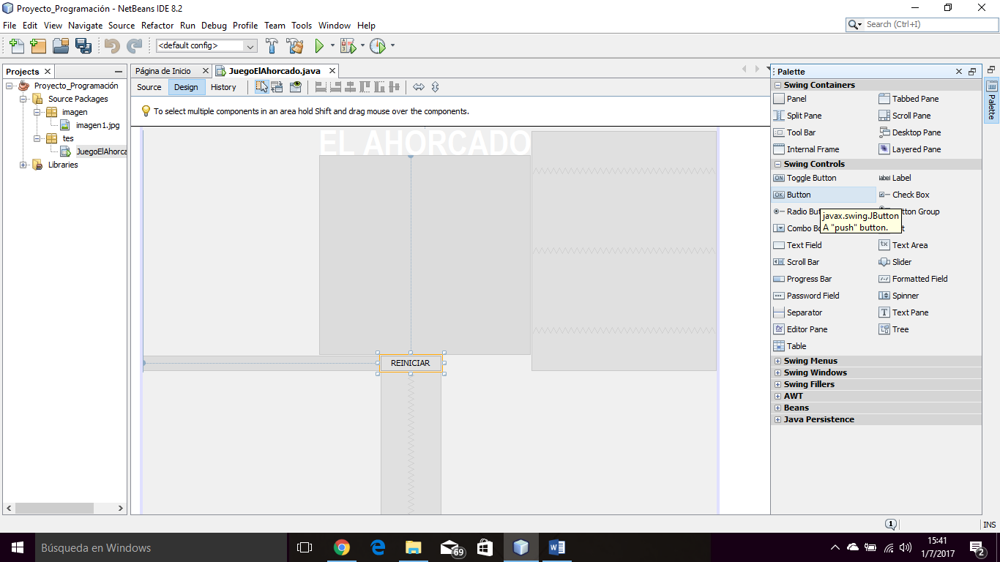 Proyecto_Programación - NetBeans IDE 8.2
File Edit View Navigate Source Refactor Run Debug Profile Team Tools Window Help
Search (Ctrl+I)
<default config>
Projects
Proyecto_Programación
Source Packages
imagen
imagen1.jpg
tes
JuegoElAhorca
Libraries
Página de Inicio
JuegoElAhorcado.java
Source Design History
To select multiple components in an area hold Shift and drag mouse over the components.
EL AHORCADO
REINICIAR
Palette
Swing Containers
Panel Tabbed Pane
Split Pane Scroll Pane
Tool Bar Desktop Pane
Internal Frame Layered Pane
Swing Controls
Toggle Button Label
Button Check Box
Radio Bu tton Group
Combo Bo
javax.swing.JButton
A "push" button.
Text Field Text Area
Scroll Bar Slider
Progress Bar Formatted Field
Password Field Spinner
Separator Text Pane
Editor Pane Tree
Table
Swing Menus
Swing Windows
Swing Fillers
AWT
Beans
Java Persistence
Palette
1
INS
Búsqueda en Windows
69
15:41
1/7/2017
2